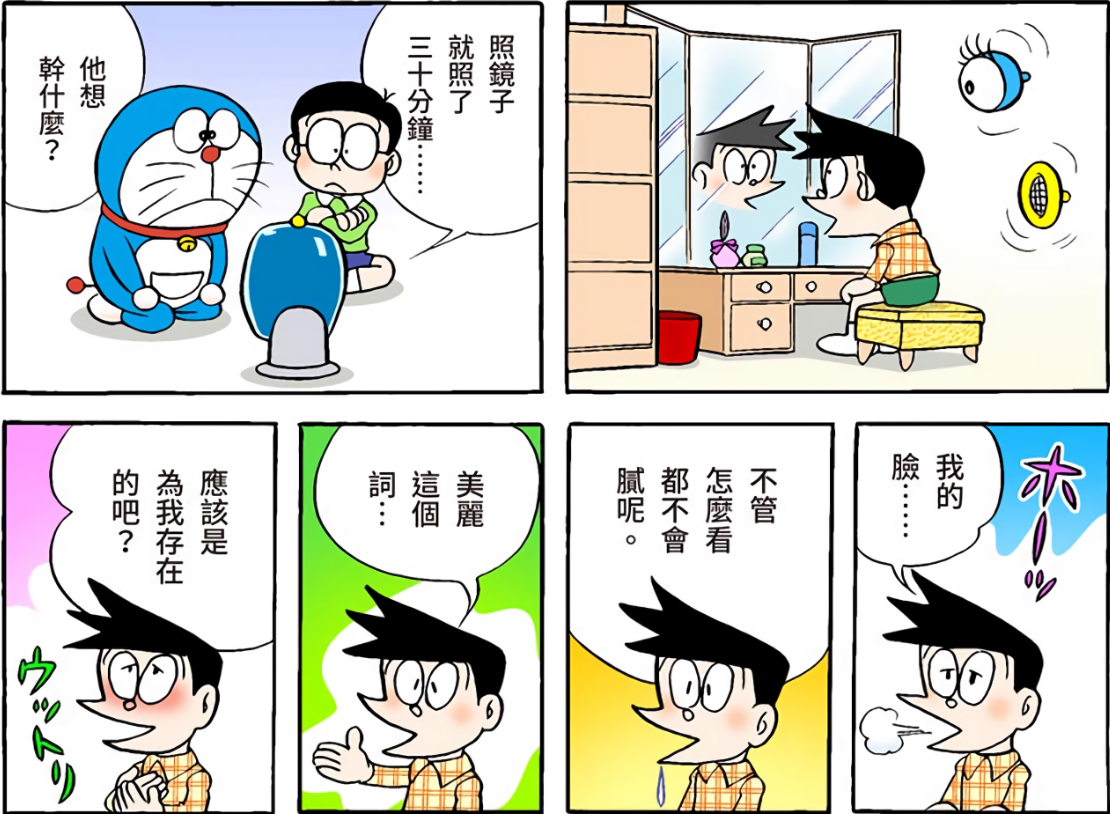 照鏡子
就照了
三十分鐘……
他想
幹什麼？
ホーッ
我的
臉……
不管
怎麼看
都不會
膩呢。
美麗
這個
詞…
應該是
為我存在
的吧？
ウットリ